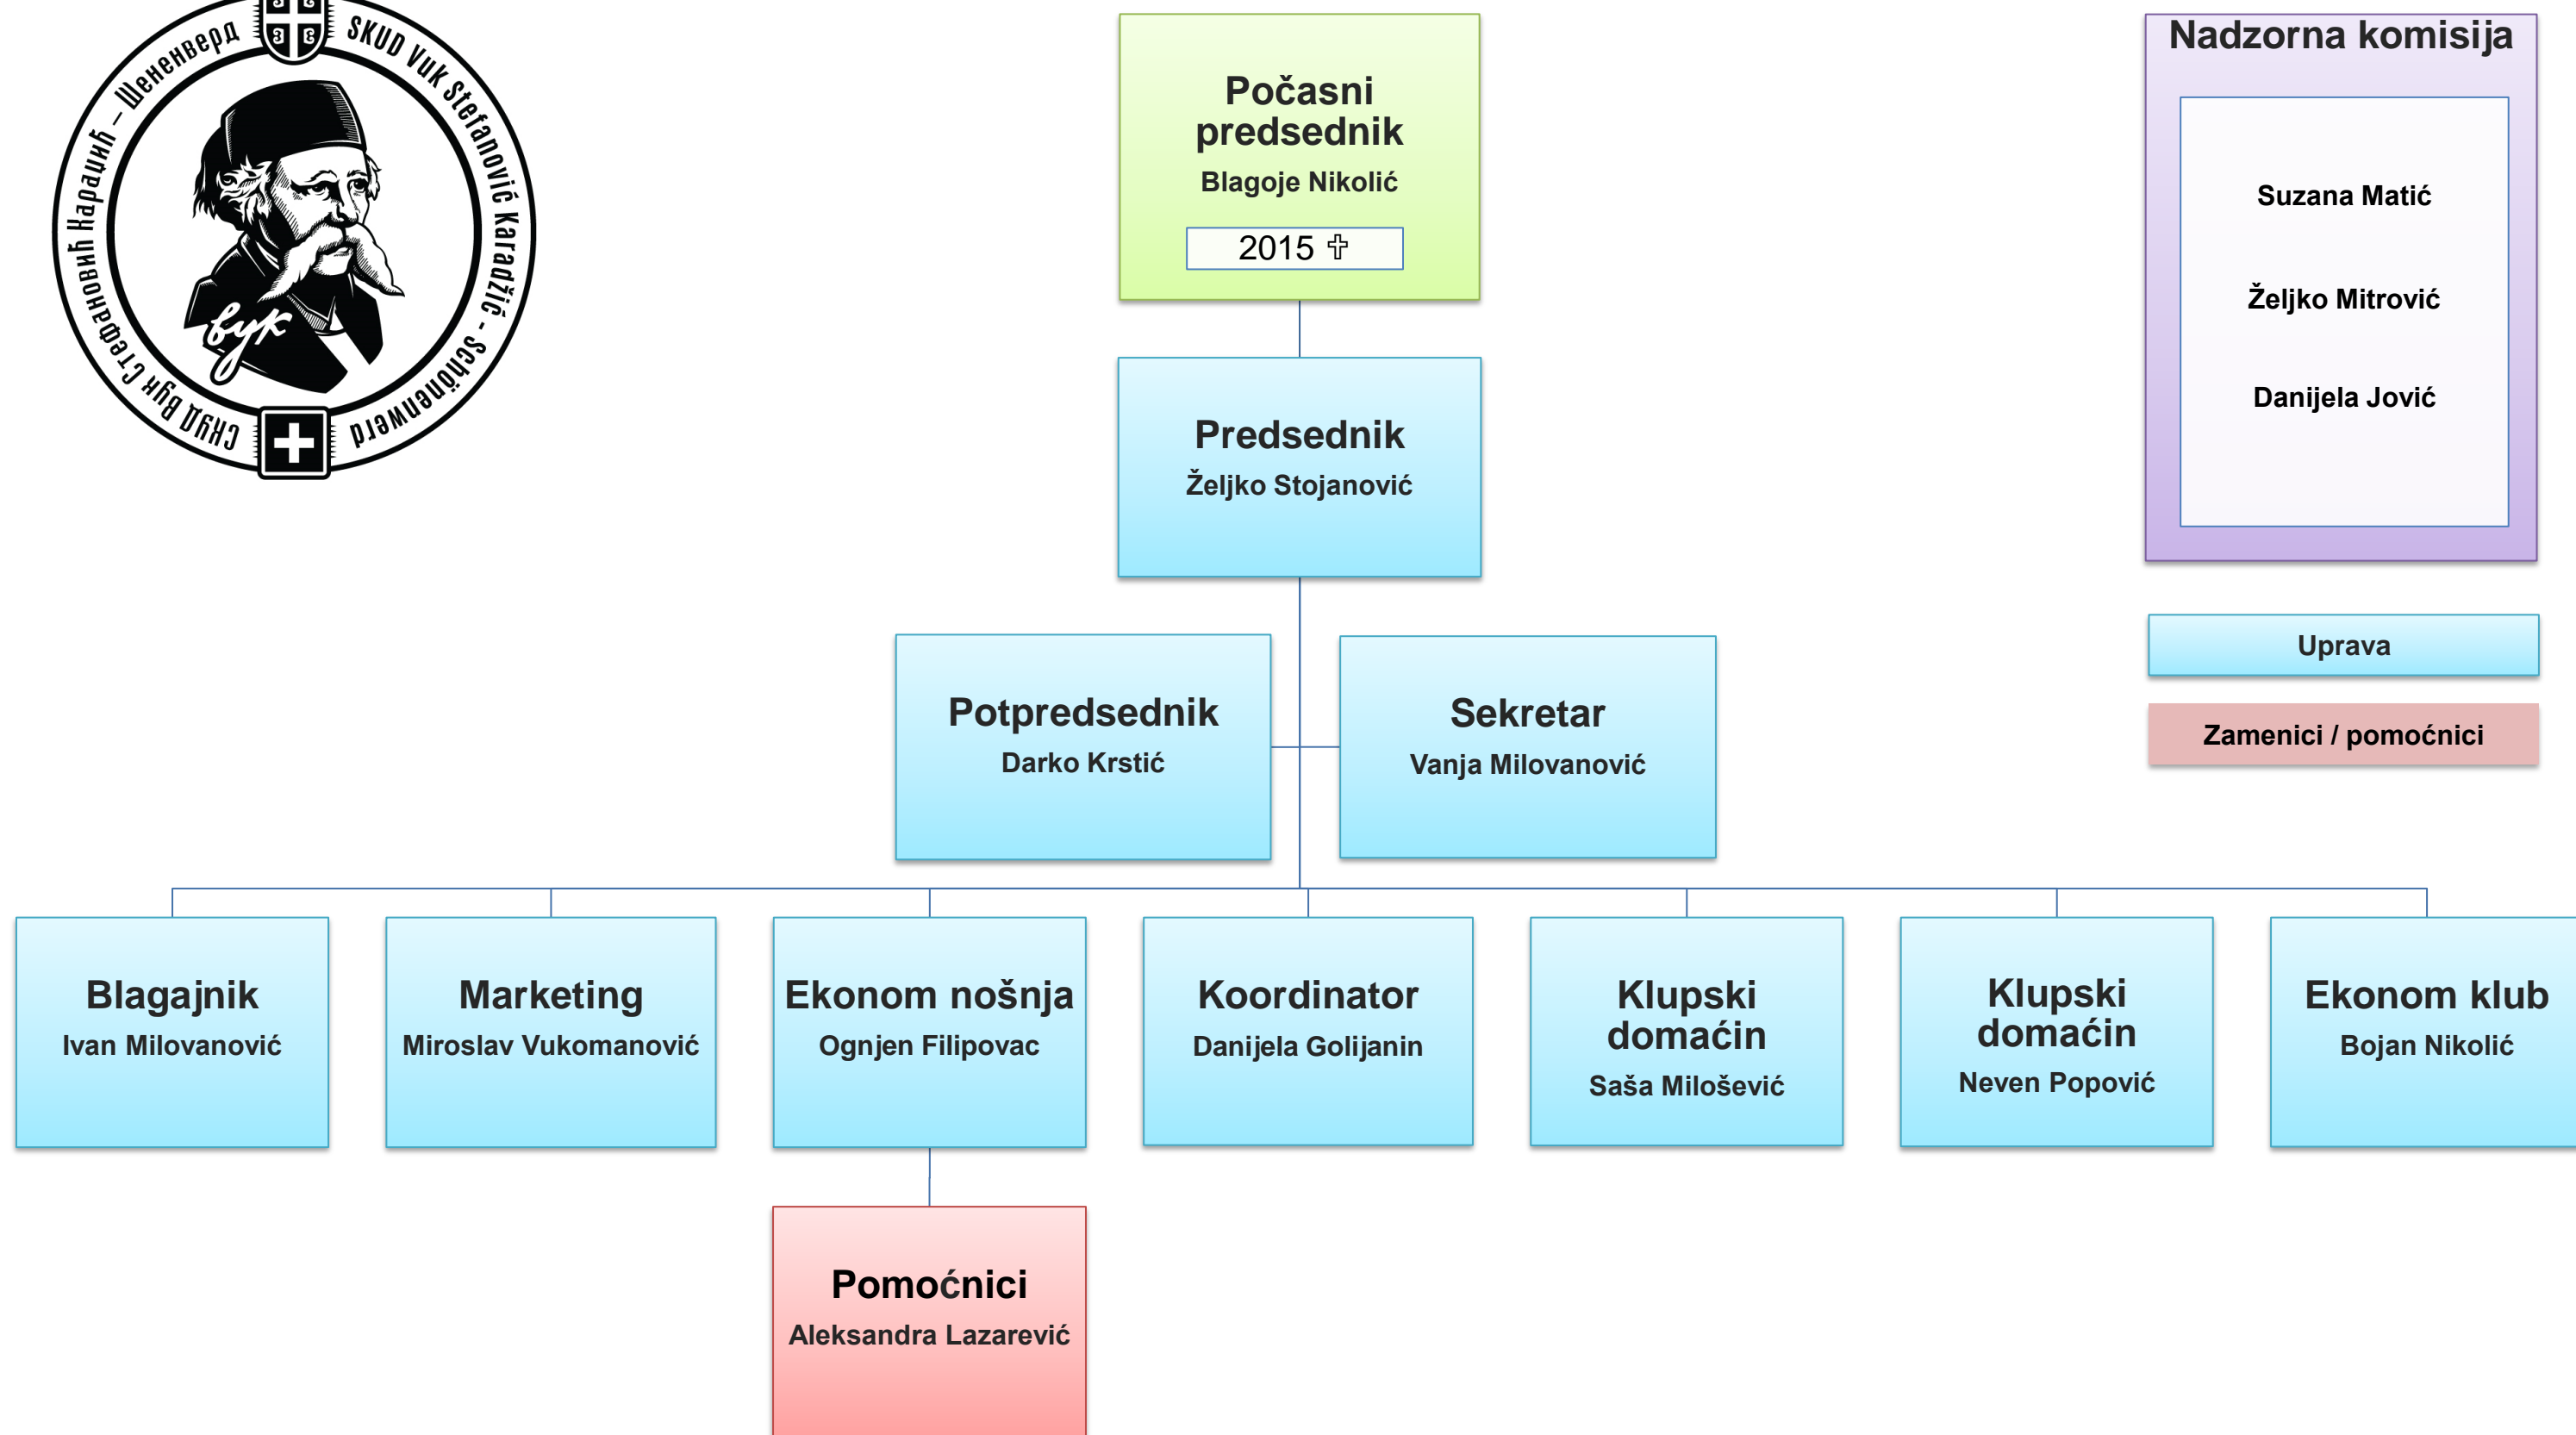 СКУД Вук Стефановић Караџић – Шененверд
SKUD Vuk Stefanović Karadžić - Schönenwerd
Вук
Počasni
predsednik
Blagoje Nikolić
2015 ✞
Nadzorna komisija
Suzana Matić
Željko Mitrović
Danijela Jović
Predsednik
Željko Stojanović
Uprava
Zamenici / pomoćnici
Potpredsednik
Darko Krstić
Sekretar
Vanja Milovanović
Blagajnik
Ivan Milovanović
Marketing
Miroslav Vukomanović
Ekonom nošnja
Ognjen Filipovac
Koordinator
Danijela Golijanin
Klupski
domaćin
Saša Milošević
Klupski
domaćin
Neven Popović
Ekonom klub
Bojan Nikolić
Pomoćnici
Aleksandra Lazarević